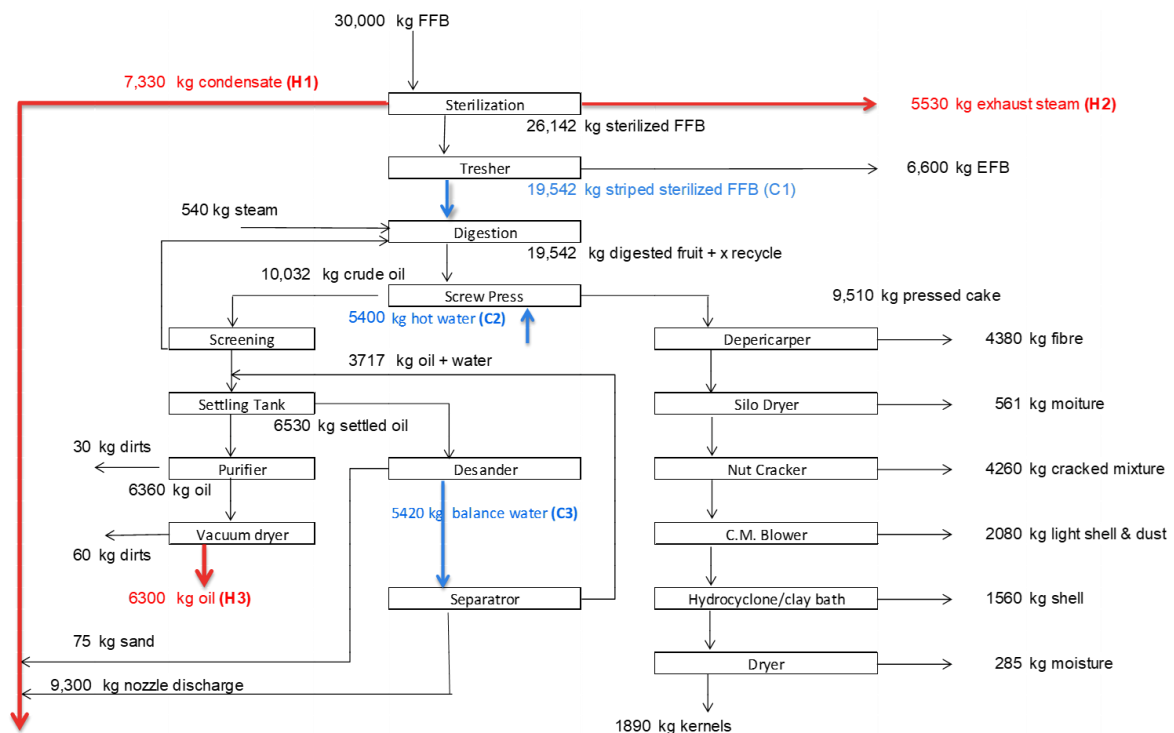 30,000 kg FFB
7,330 kg condensate (H1)
Sterilization
5530 kg exhaust steam (H2)
26,142 kg sterilized FFB
Tresher
6,600 kg EFB
19,542 kg striped sterilized FFB (C1)
540 kg steam
Digestion
19,542 kg digested fruit + x recycle
10,032 kg crude oil
Screw Press
9,510 kg pressed cake
5400 kg hot water (C2)
Screening
Depericarper
4380 kg fibre
3717 kg oil + water
Settling Tank
Silo Dryer
561 kg moiture
6530 kg settled oil
30 kg dirts
Purifier
Desander
Nut Cracker
4260 kg cracked mixture
6360 kg oil
5420 kg balance water (C3)
Vacuum dryer
C.M. Blower
2080 kg light shell & dust
60 kg dirts
6300 kg oil (H3)
Separatror
Hydrocyclone/clay bath
1560 kg shell
75 kg sand
Dryer
285 kg moisture
9,300 kg nozzle discharge
1890 kg kernels